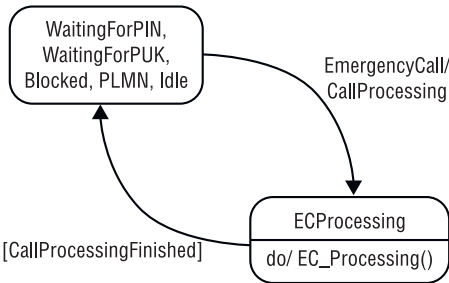 WaitingForPIN,
WaitingForPUK,
Blocked, PLMN, Idle
EmergencyCall/
CallProcessing
ECProcessing
do/ EC_Processing()
[CallProcessingFinished]